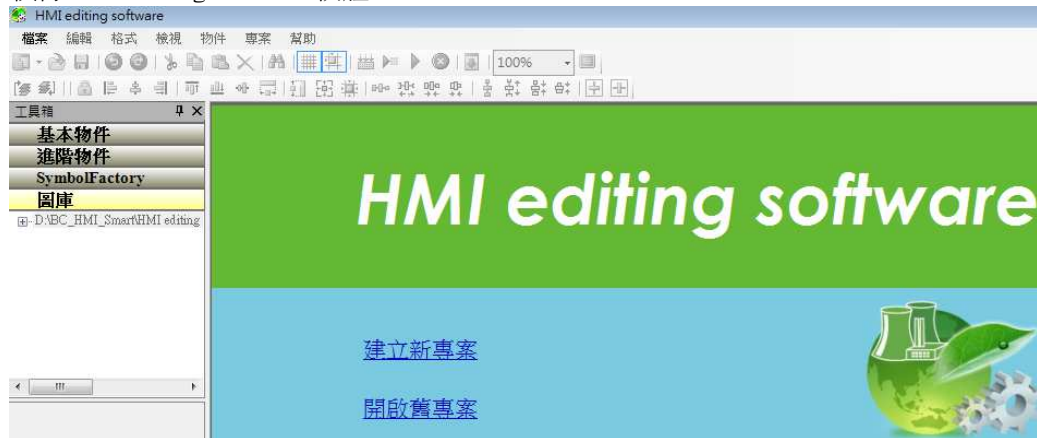 HMI editing software
檔案 編輯 格式 檢視 物件 專案 幫助
100%
工具箱
基本物件
進階物件
SymbolFactory
圖庫
D:\BC_HMI_Smart\HMI editing
HMI editing software
建立新專案
開啟舊專案